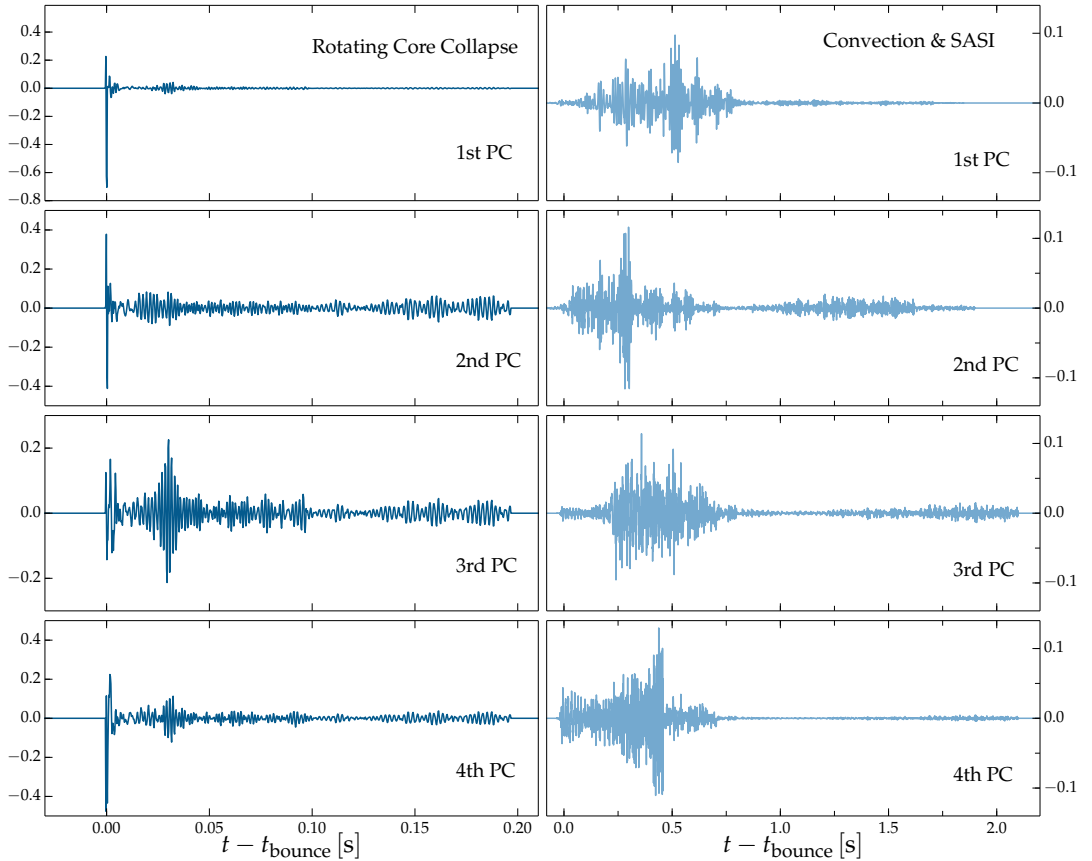 Rotating Core Collapse
0.4
0.2
0.0
−0.2
−0.4
−0.6
−0.8
1st PC
Convection & SASI
0.1
0.0
−0.1
1st PC
0.4
0.2
0.0
−0.2
−0.4
2nd PC
0.1
0.0
−0.1
2nd PC
0.2
0.0
−0.2
3rd PC
0.1
0.0
−0.1
3rd PC
0.4
0.2
0.0
−0.2
−0.4
4th PC
0.1
0.0
−0.1
4th PC
0.00 0.05 0.10 0.15 0.20
t − tbounce [s]
0.0 0.5 1.0 1.5 2.0
t − tbounce [s]